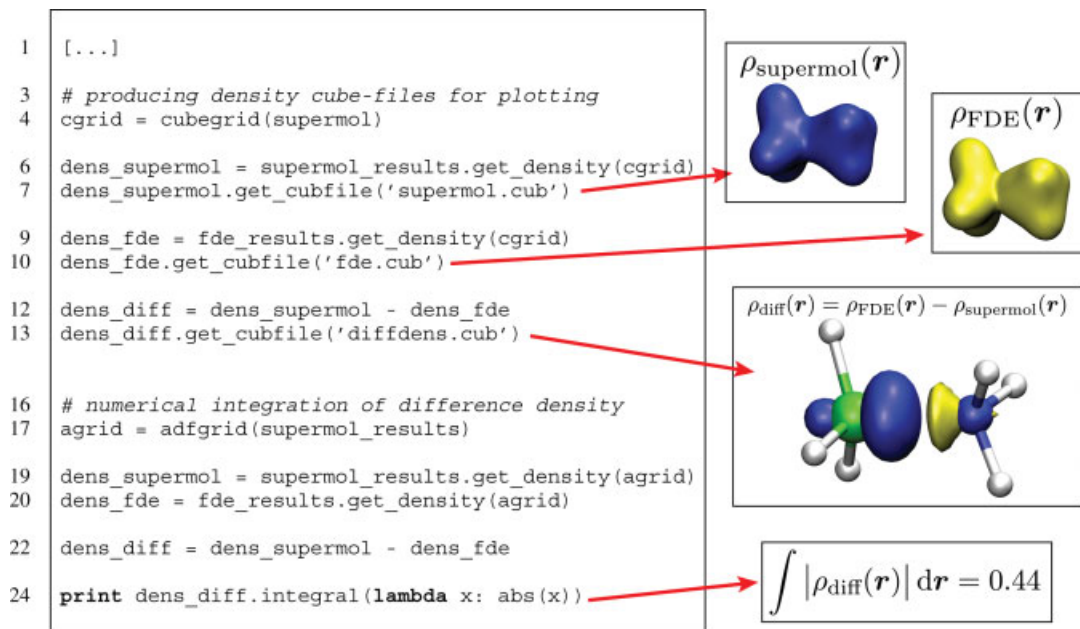 1 [...]
3 # producing density cube-files for plotting
4 cgrid = cubegrid(supermol)
6 dens_supermol = supermol_results.get_density(cgrid)
7 dens_supermol.get_cubfile('supermol.cub')
9 dens_fde = fde_results.get_density(cgrid)
10 dens_fde.get_cubfile('fde.cub')
12 dens_diff = dens_supermol - dens_fde
13 dens_diff.get_cubfile('diffdens.cub')
16 # numerical integration of difference density
17 agrid = adfgrid(supermol_results)
19 dens_supermol = supermol_results.get_density(agrid)
20 dens_fde = fde_results.get_density(agrid)
22 dens_diff = dens_supermol - dens_fde
24 print dens_diff.integral(lambda x: abs(x))
ρsupermol(r)
ρFDE(r)
ρdiff(r) = ρFDE(r) − ρsupermol(r)
∫ |ρdiff(r)| dr = 0.44